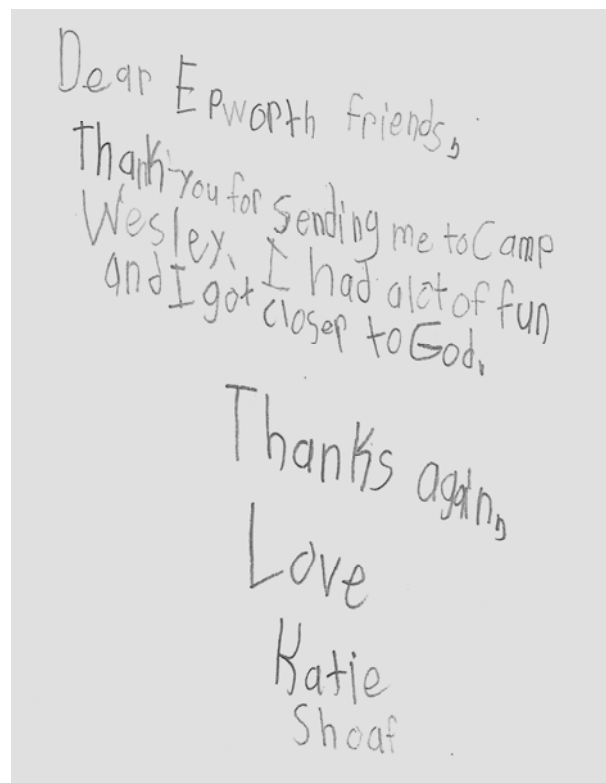 Dear Epworth friends,
Thank-you for sending me to Camp
Wesley. I had alot of fun
and I got closer to God.
Thanks again,
Love
Katie
Shoaf